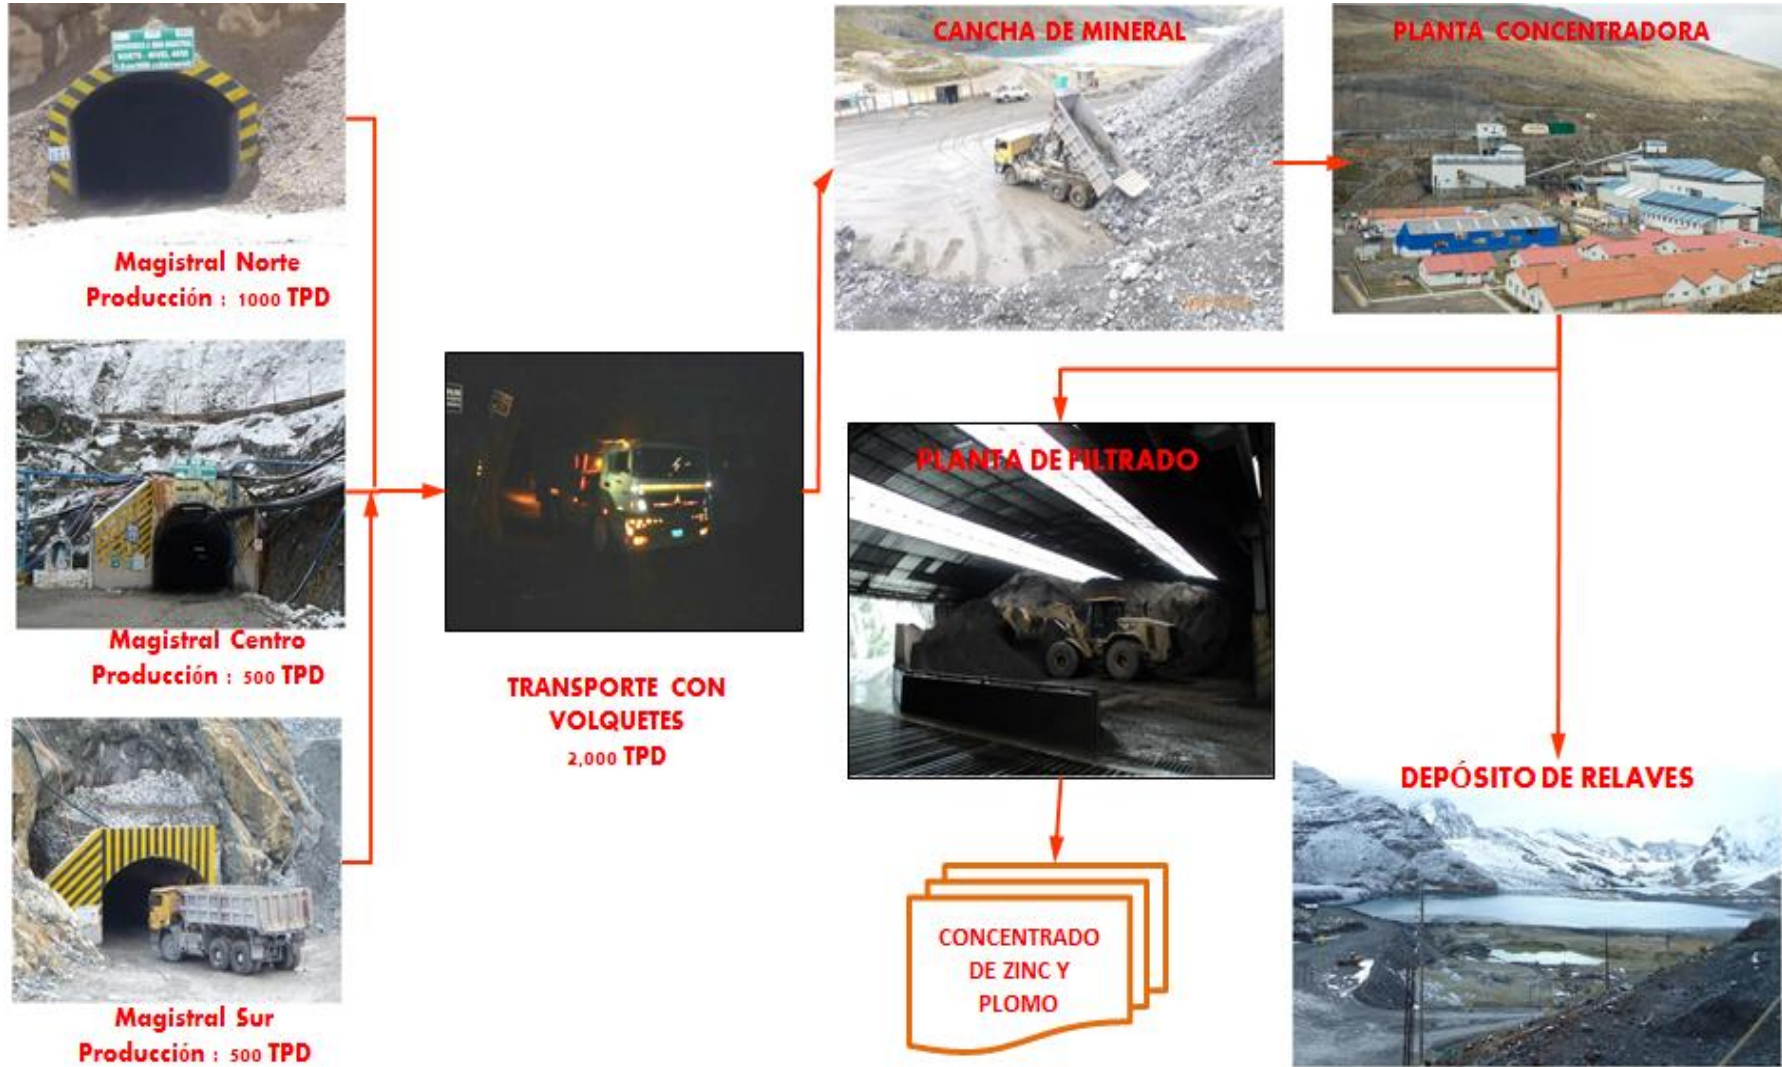 Magistral Norte
Producción : 1000 TPD
Magistral Centro
Producción : 500 TPD
Magistral Sur
Producción : 500 TPD
TRANSPORTE CON
VOLQUETES
2,000 TPD
CANCHA DE MINERAL
PLANTA CONCENTRADORA
PLANTA DE FILTRADO
CONCENTRADO
DE ZINC Y
PLOMO
DEPÓSITO DE RELAVES